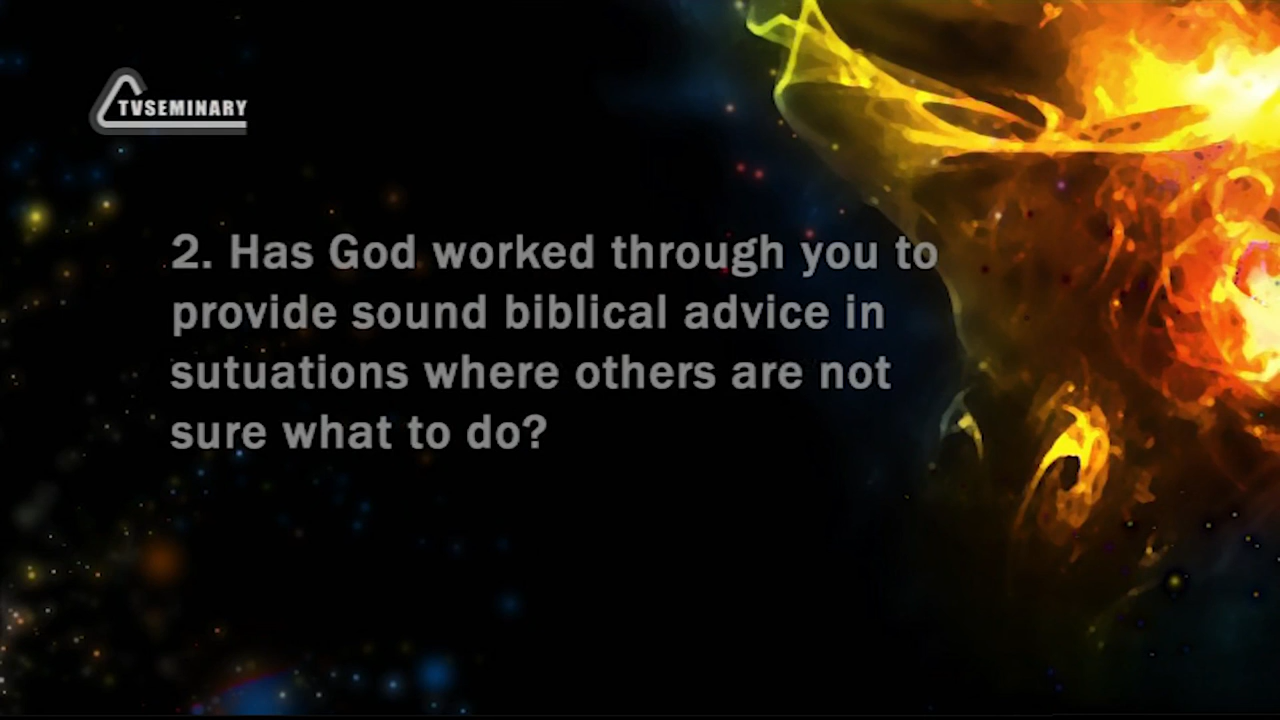 TVSEMINARY
2. Has God worked through you to
provide sound biblical advice in
sutuations where others are not
sure what to do?